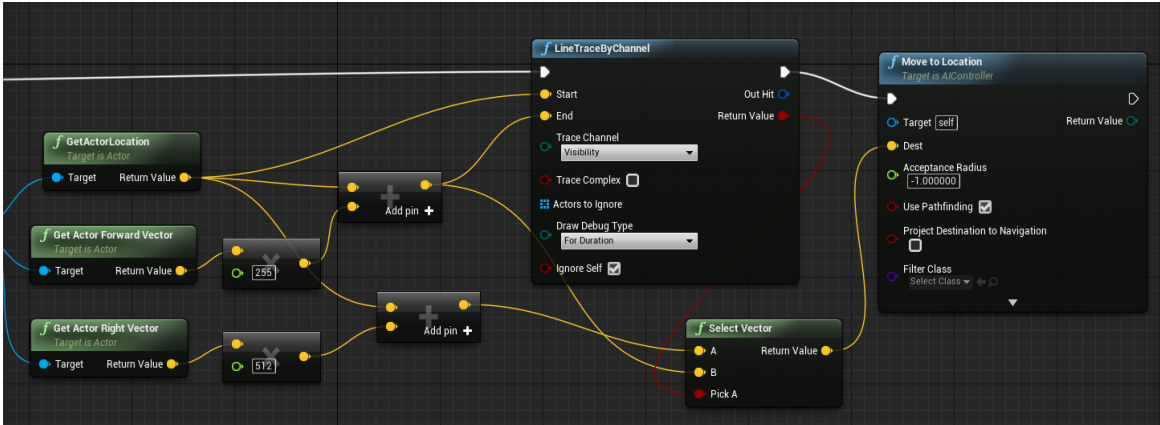 GetActorLocation
Target is Actor
Target Return Value
Get Actor Forward Vector
Target is Actor
Target Return Value
255
Get Actor Right Vector
Target is Actor
Target Return Value
512
Add pin +
Add pin +
LineTraceByChannel
Start Out Hit
End Return Value
Trace Channel
Visibility
Trace Complex
Actors to Ignore
Draw Debug Type
For Duration
Ignore Self
Select Vector
A Return Value
B
Pick A
Move to Location
Target is AIController
Target self Return Value
Dest
Acceptance Radius
-1.000000
Use Pathfinding
Project Destination to Navigation
Filter Class
Select Class